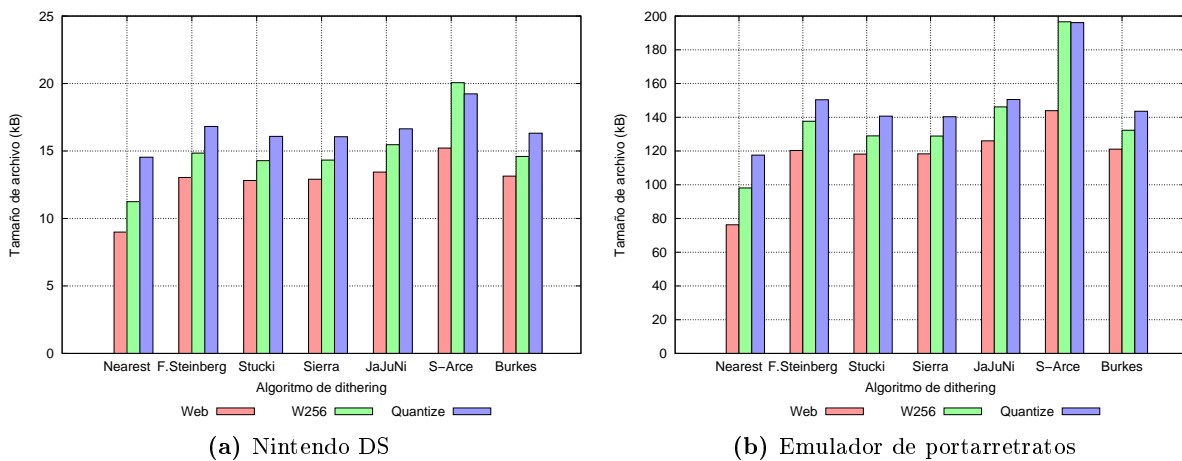 25
20
15
10
5
0
Tamaño de archivo (kB)
Nearest F.Steinberg Stucki Sierra JaJuNi S−Arce Burkes
Algoritmo de dithering
Web W256 Quantize
(a) Nintendo DS
200
180
160
140
120
100
80
60
40
20
0
Tamaño de archivo (kB)
Nearest F.Steinberg Stucki Sierra JaJuNi S−Arce Burkes
Algoritmo de dithering
Web W256 Quantize
(b) Emulador de portarretratos